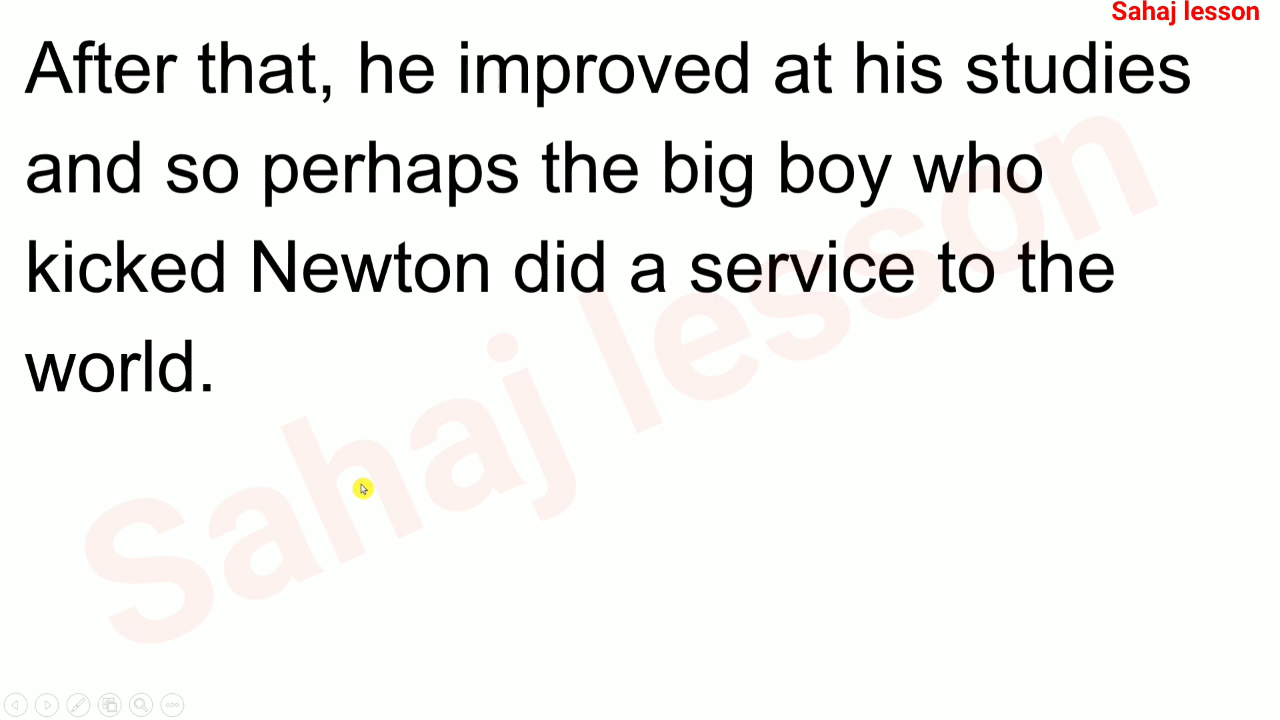 Sahaj lesson
After that, he improved at his studies
and so perhaps the big boy who
kicked Newton did a service to the
world.
Sahaj lesson